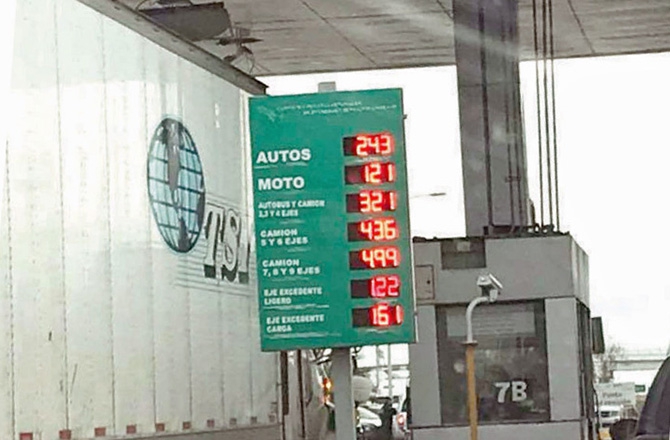 AUTOS 243
MOTO 121
AUTOBUS Y CAMION
2,3 Y 4 EJES 321
CAMION
5 Y 6 EJES 436
CAMION
7, 8 Y 9 EJES 499
EJE EXCEDENTE
LIGERO 122
EJE EXCEDENTE
CARGA 161
TSI
7B